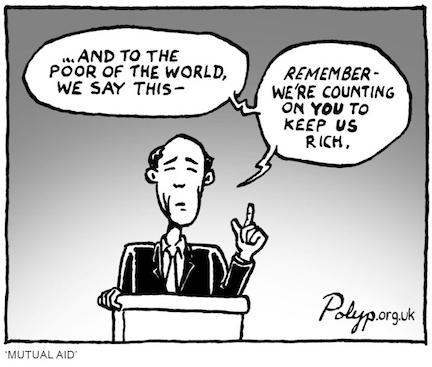 ...AND TO THE
POOR OF THE WORLD,
WE SAY THIS-
REMEMBER-
WE'RE COUNTING
ON YOU TO
KEEP US
RICH.
Polyp.org.uk
'MUTUAL AID'